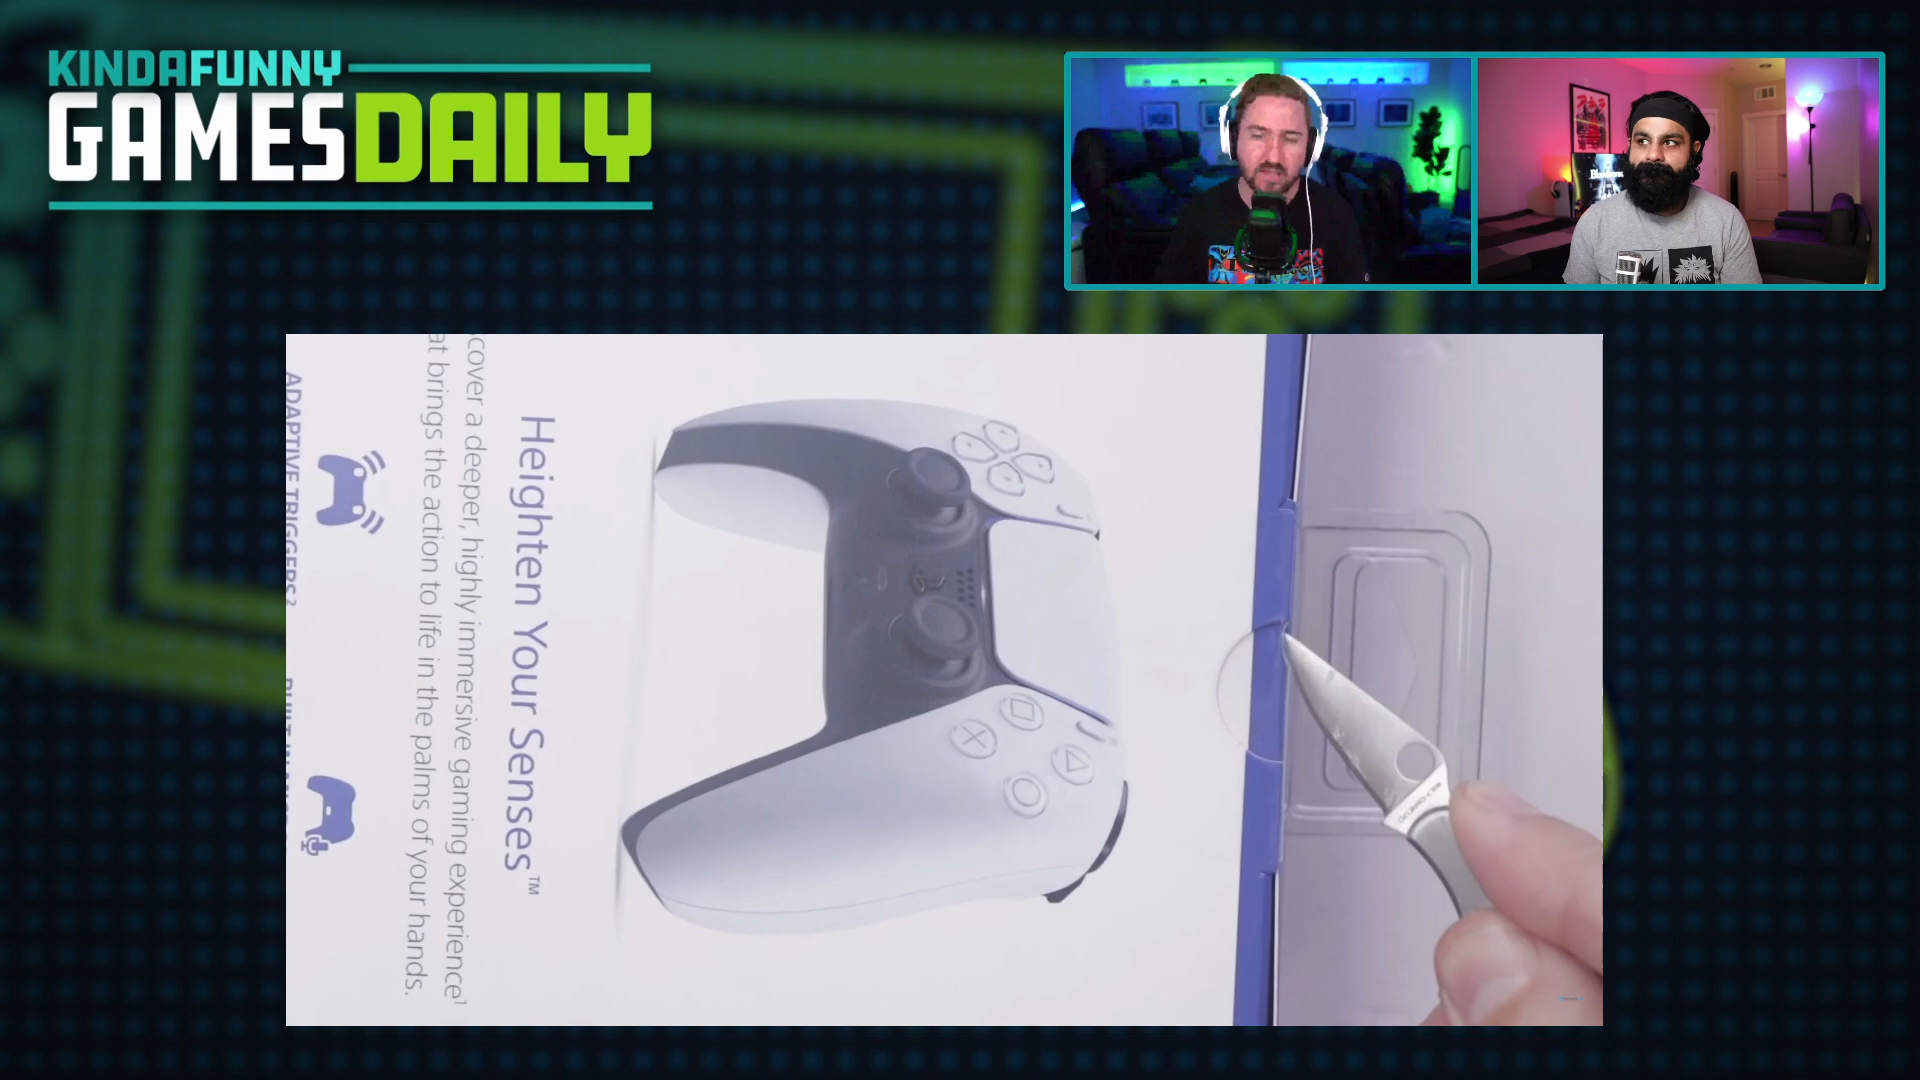 KINDAFUNNY
GAMESDAILY
Heighten Your Senses™
cover a deeper, highly immersive gaming experience¹
at brings the action to life in the palms of your hands.
ADAPTIVE TRIGGERS²